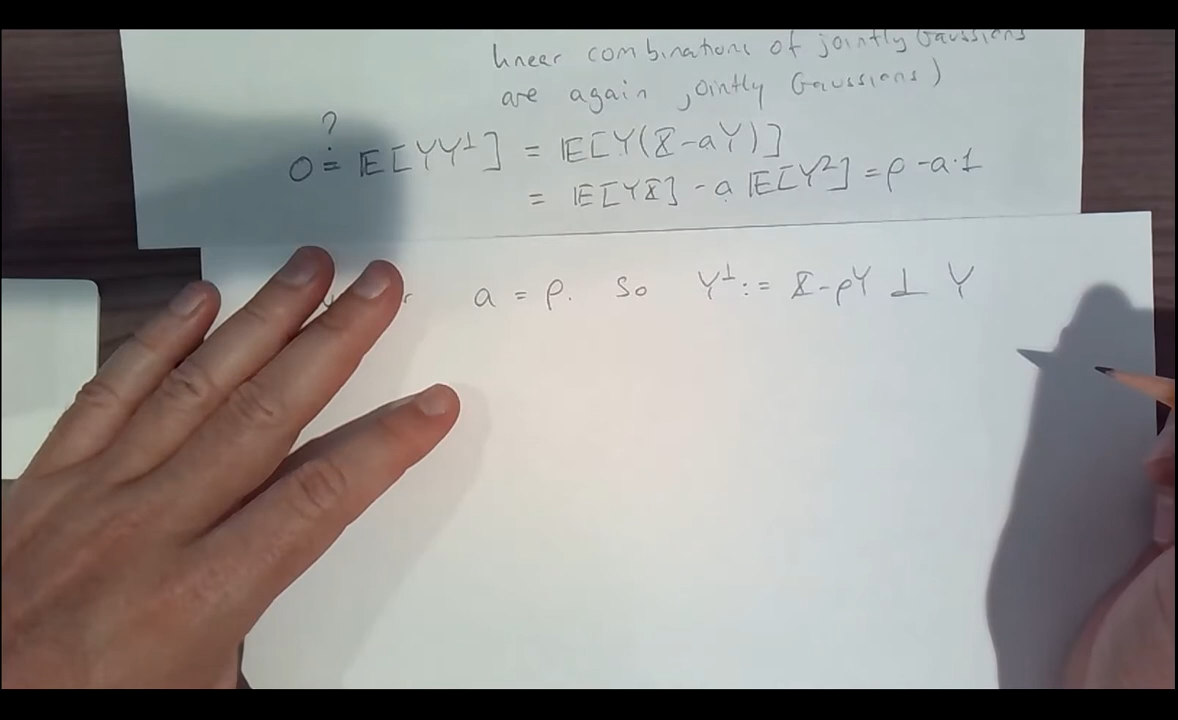 linear combinations of jointly Gaussians
are again jointly Gaussians)
?
0 = 𝔼[YY⊥] = 𝔼[Y(X-aY)]
= 𝔼[YX] - a 𝔼[Y²] = ρ - a·1
a = ρ. So Y⊥ := X-ρY ⊥ Y